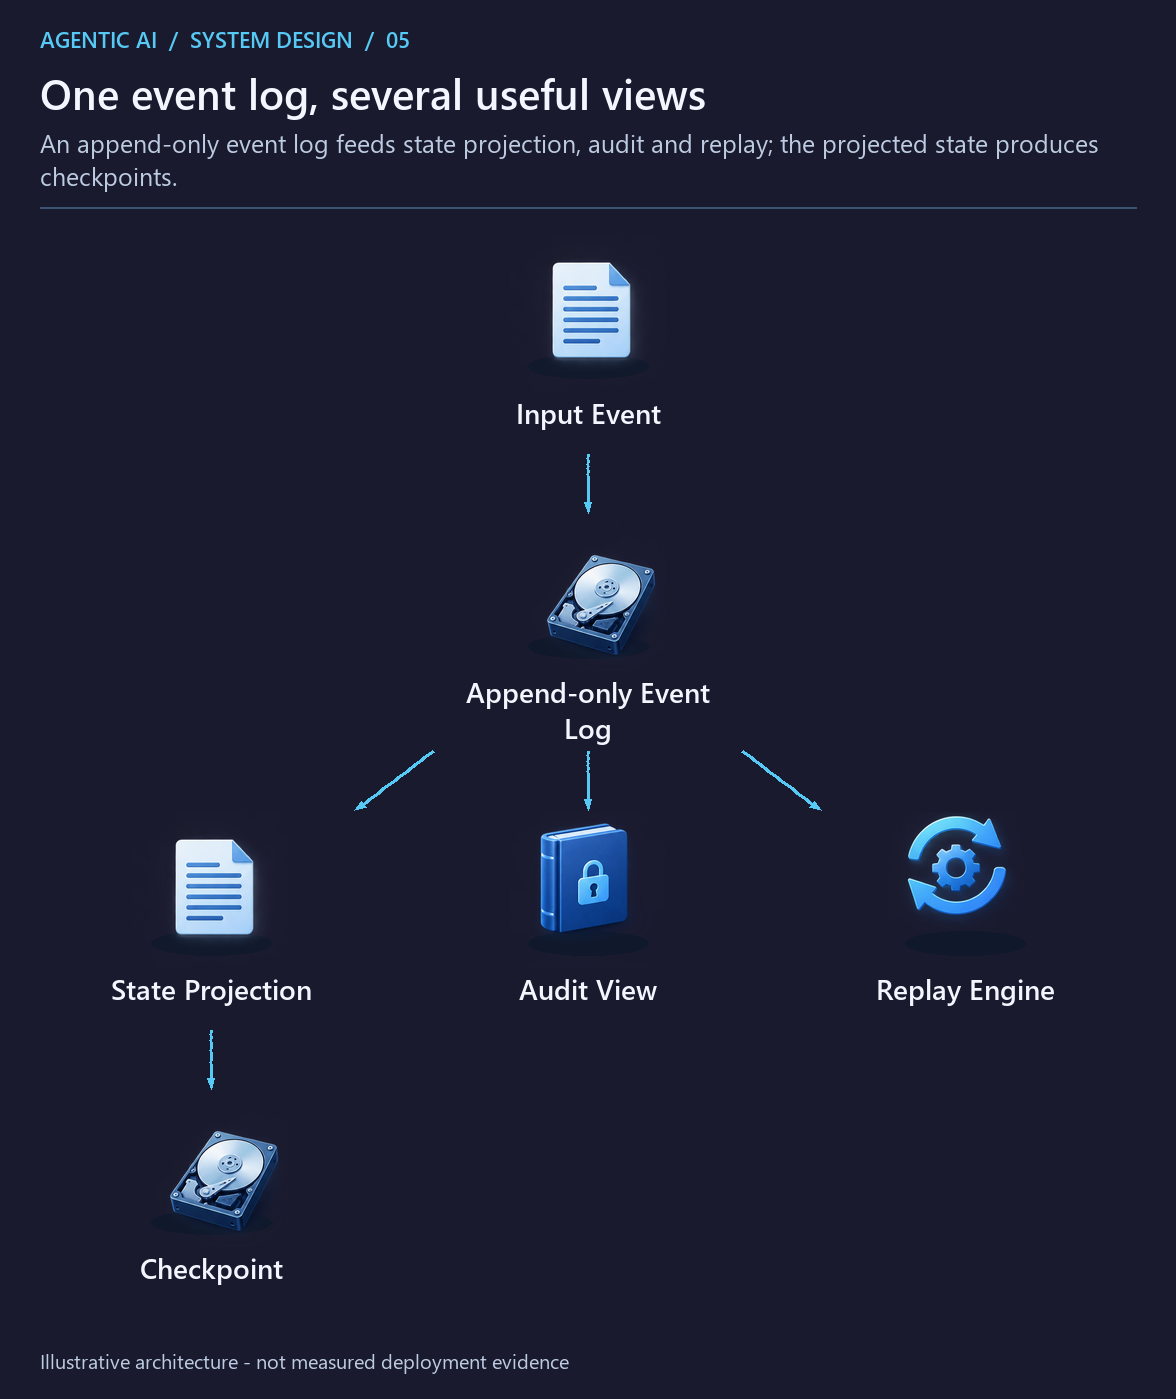 AGENTIC AI / SYSTEM DESIGN / 05
One event log, several useful views
An append-only event log feeds state projection, audit and replay; the projected state produces
checkpoints.
Input Event
Append-only Event
Log
State Projection
Audit View
Replay Engine
Checkpoint
Illustrative architecture - not measured deployment evidence